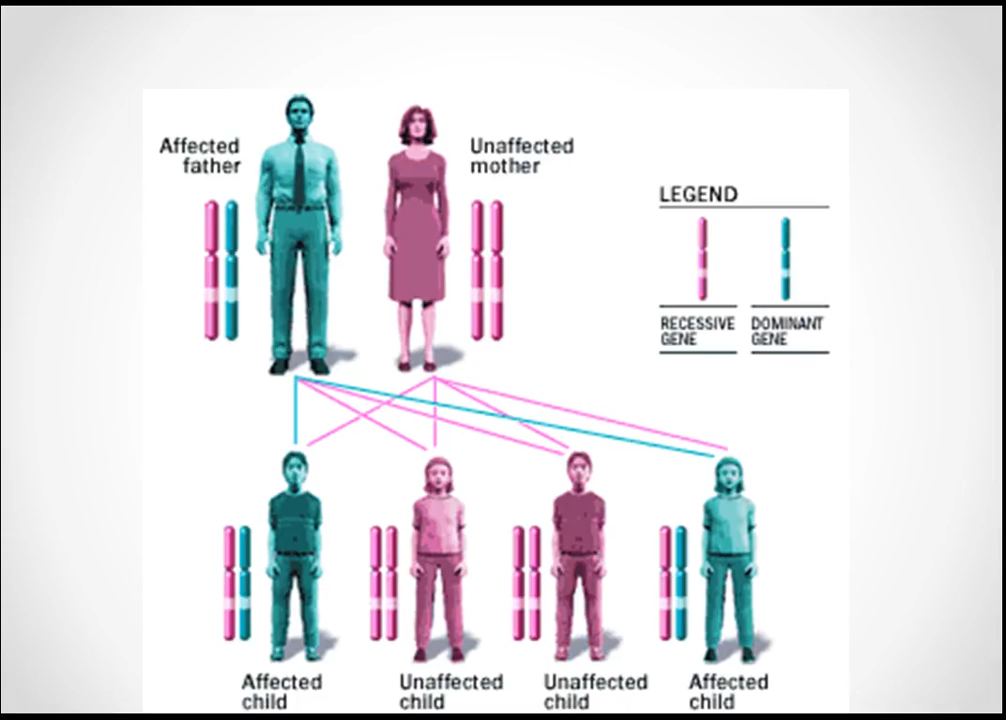 Affected
father
Unaffected
mother
LEGEND
RECESSIVE
GENE
DOMINANT
GENE
Affected
child
Unaffected
child
Unaffected
child
Affected
child